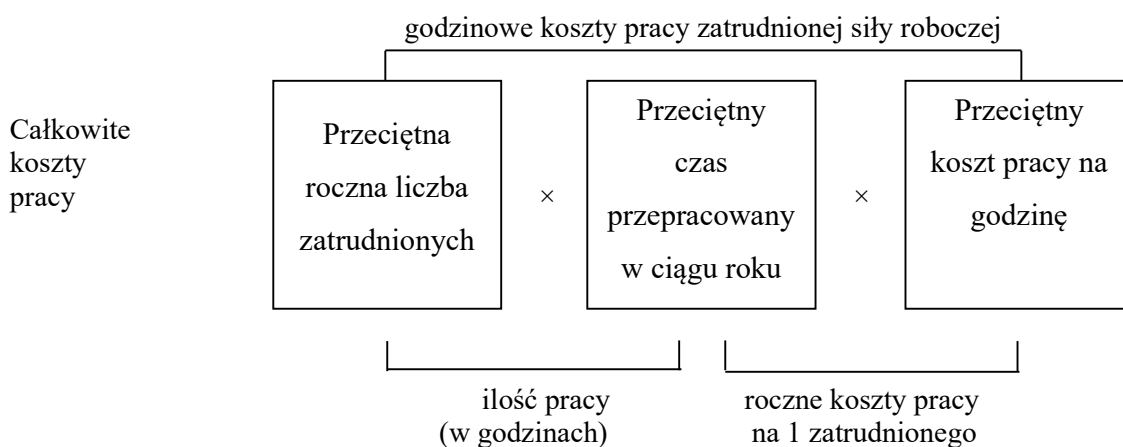 godzinowe koszty pracy zatrudnionej siły roboczej
Całkowite
koszty
pracy
Przeciętna
roczna liczba
zatrudnionych
×
Przeciętny
czas
przepracowany
w ciągu roku
×
Przeciętny
koszt pracy na
godzinę
ilość pracy
(w godzinach)
roczne koszty pracy
na 1 zatrudnionego